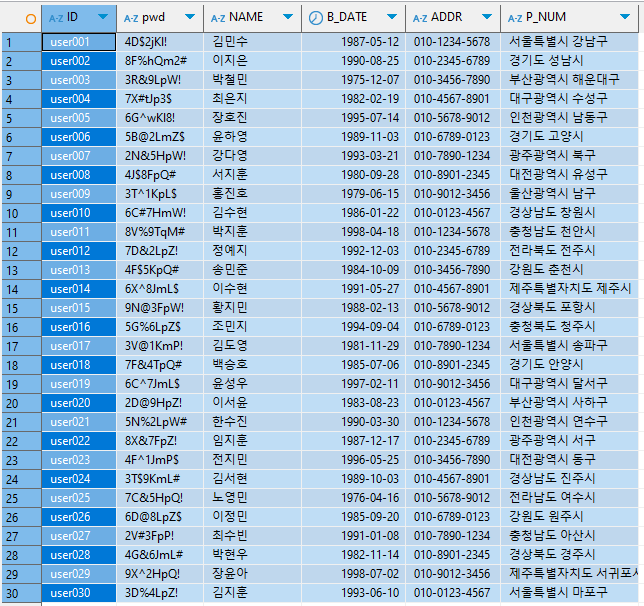 A-Z ID A-Z pwd A-Z NAME B_DATE A-Z ADDR A-Z P_NUM
1 user001 4D$2jKl! 김민수 1987-05-12 010-1234-5678 서울특별시 강남구
2 user002 8F%hQm2# 이지은 1990-08-25 010-2345-6789 경기도 성남시
3 user003 3R&9LpW! 박철민 1975-12-07 010-3456-7890 부산광역시 해운대구
4 user004 7X#tJp3$ 최은지 1982-02-19 010-4567-8901 대구광역시 수성구
5 user005 6G^wKl8! 장호진 1995-07-14 010-5678-9012 인천광역시 남동구
6 user006 5B@2LmZ$ 윤하영 1989-11-03 010-6789-0123 경기도 고양시
7 user007 2N&5HpW! 강다영 1993-03-21 010-7890-1234 광주광역시 북구
8 user008 4J$8FpQ# 서지훈 1980-09-28 010-8901-2345 대전광역시 유성구
9 user009 3T^1KpL$ 홍진호 1979-06-15 010-9012-3456 울산광역시 남구
10 user010 6C#7HmW! 김수현 1986-01-22 010-0123-4567 경상남도 창원시
11 user011 8V%9TqM# 박지훈 1998-04-18 010-1234-5678 충청남도 천안시
12 user012 7D&2LpZ! 정예지 1992-12-03 010-2345-6789 전라북도 전주시
13 user013 4F$5KpQ# 송민준 1984-10-09 010-3456-7890 강원도 춘천시
14 user014 6X^8JmL$ 이수현 1991-05-27 010-4567-8901 제주특별자치도 제주시
15 user015 9N@3FpW! 황지민 1988-02-13 010-5678-9012 경상북도 포항시
16 user016 5G%6LpZ$ 조민지 1994-09-04 010-6789-0123 충청북도 청주시
17 user017 3V@1KmP! 김도영 1981-11-29 010-7890-1234 서울특별시 송파구
18 user018 7F&4TpQ# 백승호 1985-07-06 010-8901-2345 경기도 안양시
19 user019 6C^7JmL$ 윤성우 1997-02-11 010-9012-3456 대구광역시 달서구
20 user020 2D@9HpZ! 이서윤 1983-08-23 010-0123-4567 부산광역시 사하구
21 user021 5N%2LpW# 한수진 1990-03-30 010-1234-5678 인천광역시 연수구
22 user022 8X&7FpZ! 임지훈 1987-12-17 010-2345-6789 광주광역시 서구
23 user023 4F^1JmP$ 전지민 1996-05-25 010-3456-7890 대전광역시 동구
24 user024 3T$9KmL# 김서현 1989-10-03 010-4567-8901 경상남도 진주시
25 user025 7C&5HpQ! 노영민 1976-04-16 010-5678-9012 전라남도 여수시
26 user026 6D@8LpZ$ 이정민 1985-09-20 010-6789-0123 강원도 원주시
27 user027 2V#3FpP! 최수빈 1991-01-08 010-7890-1234 충청남도 아산시
28 user028 4G&6JmL# 박현우 1982-11-14 010-8901-2345 경상북도 경주시
29 user029 9X^2HpQ! 장윤아 1998-07-02 010-9012-3456 제주특별자치도 서귀포시
30 user030 3D%4LpZ! 김지훈 1993-06-10 010-0123-4567 서울특별시 마포구